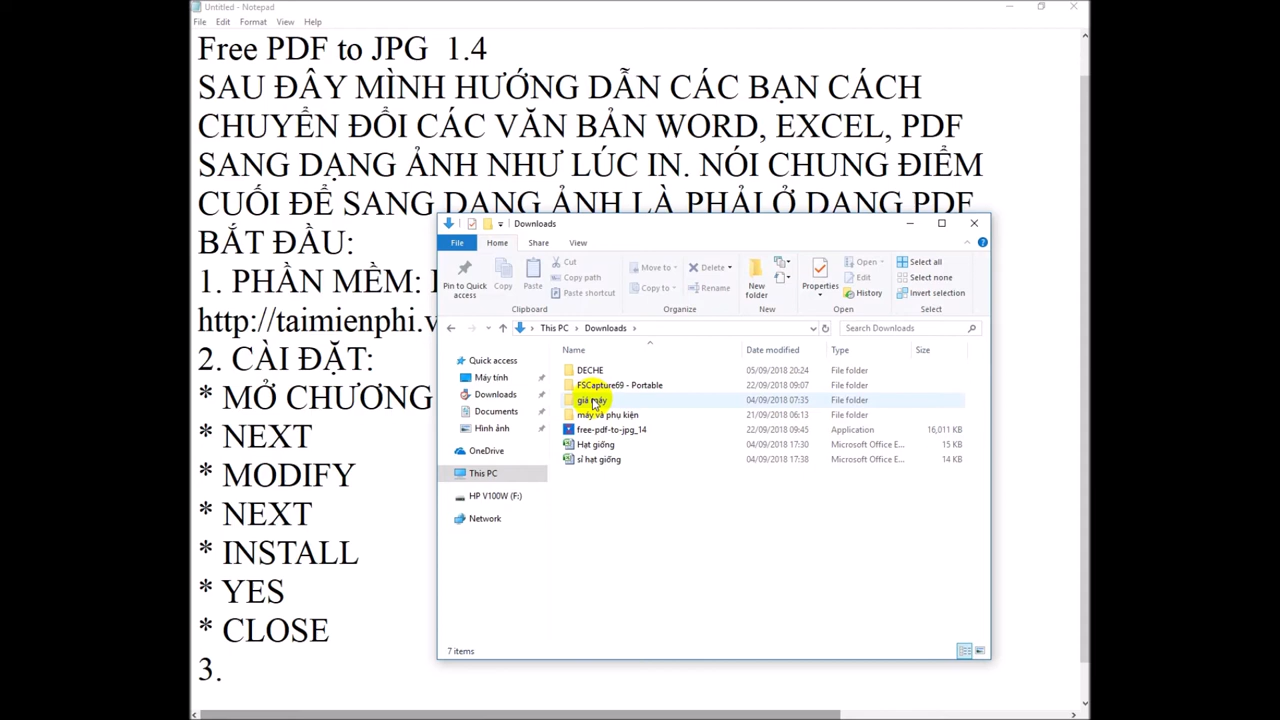 Untitled - Notepad
File Edit Format View Help
Free PDF to JPG 1.4
SAU ĐÂY MÌNH HƯỚNG DẪN CÁC BẠN CÁCH
CHUYỂN ĐỔI CÁC VĂN BẢN WORD, EXCEL, PDF
SANG DẠNG ẢNH NHƯ LÚC IN. NÓI CHUNG ĐIỂM
CUỐI ĐỂ SANG DẠNG ẢNH LÀ PHẢI Ở DẠNG PDF
BẮT ĐẦU:
1. PHẦN MỀM:
http://taimienphi.v
2. CÀI ĐẶT:
* MỞ CHƯƠNG
* NEXT
* MODIFY
* NEXT
* INSTALL
* YES
* CLOSE
3.
Downloads
File Home Share View
Pin to Quick access
Copy
Paste
Cut
Copy path
Paste shortcut
Clipboard
Move to
Copy to
Delete
Rename
Organize
New folder
New
Properties
Open
Edit
History
Open
Select all
Select none
Invert selection
Select
This PC > Downloads >
Search Downloads
Quick access
Máy tính
Downloads
Documents
Hình ảnh
OneDrive
This PC
HP V100W (F:)
Network
Name Date modified Type Size
DECHE 05/09/2018 20:24 File folder
FSCapture69 - Portable 22/09/2018 09:07 File folder
giá máy 04/09/2018 07:35 File folder
máy và phụ kiện 21/09/2018 06:13 File folder
free-pdf-to-jpg_14 22/09/2018 09:45 Application 16,011 KB
Hạt giống 04/09/2018 17:30 Microsoft Office E... 15 KB
sỉ hạt giống 04/09/2018 17:38 Microsoft Office E... 14 KB
7 items